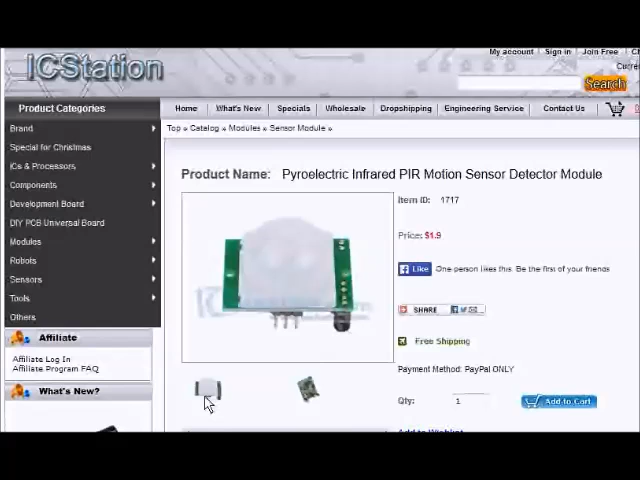 ICStation
My account Sign in Join Free
Search
Product Categories
Home What's New Specials Wholesale Dropshipping Engineering Service Contact Us
Brand
Special for Christmas
ICs & Processors
Components
Development Board
DIY PCB Universal Board
Modules
Robots
Sensors
Tools
Others
Affiliate
Affiliate Log In
Affiliate Program FAQ
What's New?
Top » Catalog » Modules » Sensor Module »
Product Name: Pyroelectric Infrared PIR Motion Sensor Detector Module
Item ID: 1717
Price: $1.9
Like One person likes this. Be the first of your friends
SHARE
Free Shipping
Payment Method: PayPal ONLY
Qty: 1 Add to Cart
Add to Wishlist